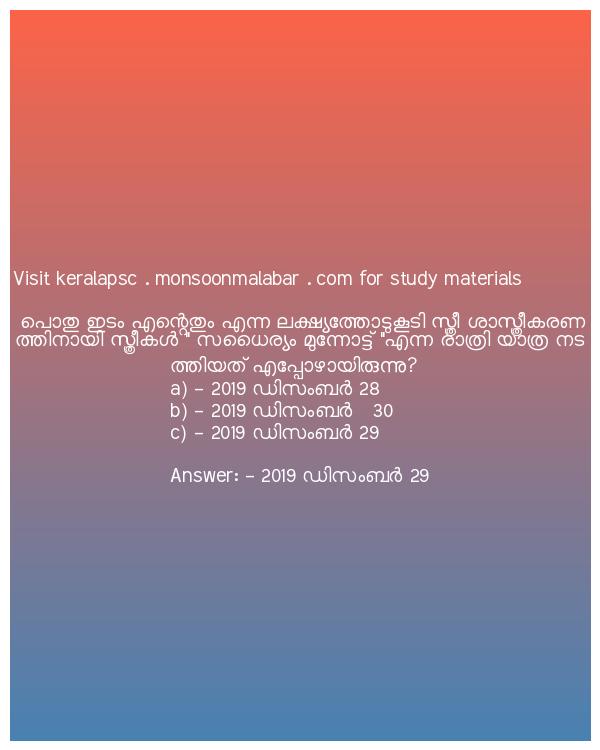 Visit keralapsc . monsoonmalabar . com for study materials
പൊതു ഇടം എന്റെതും എന്ന ലക്ഷ്യത്തോടുകൂടി സ്ത്രീ ശാസ്ത്രീകരണ
ത്തിനായി സ്ത്രീകൾ " സധൈര്യം മുന്നോട്ട് "എന്ന രാത്രി യാത്ര നട
ത്തിയത് എപ്പോഴായിരുന്നു?
a) - 2019 ഡിസംബർ 28
b) - 2019 ഡിസംബർ 30
c) - 2019 ഡിസംബർ 29
Answer: - 2019 ഡിസംബർ 29